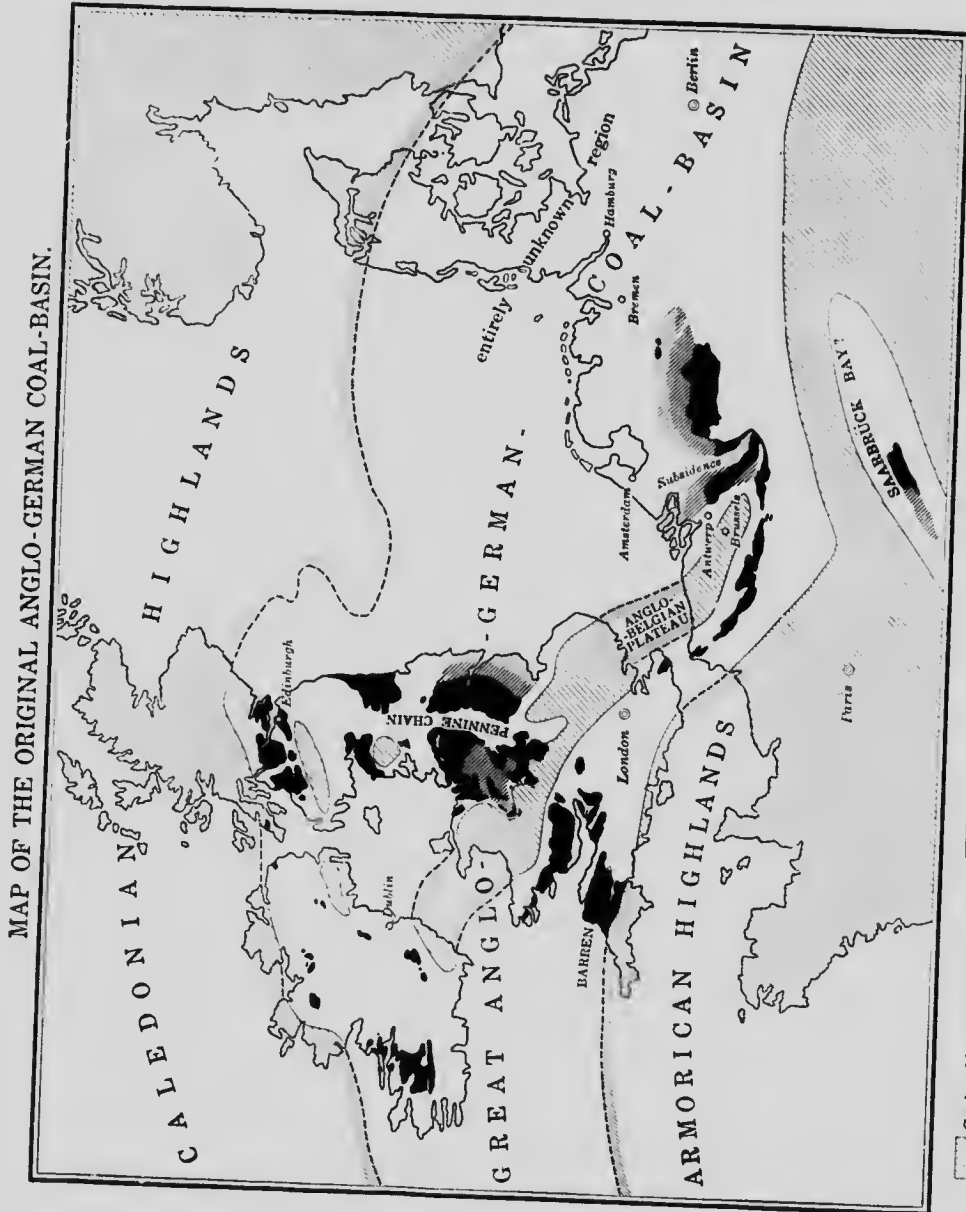 MAP OF THE ORIGINAL ANGLO-GERMAN COAL-BASIN.
CALEDONIAN HIGHLANDS
Edinburgh
PENNINE CHAIN
Dublin
GREAT ANGLO-GERMAN COAL-BASIN
entirely unknown region
Hamburg
Bremen
Berlin
Amsterdam
Subsidence
Antwerp
Brussels
ANGLO-
BELGIAN
PLATEAU
London
BARREN
ARMORICAN HIGHLANDS
Paris
SAARBRUCK BAY?